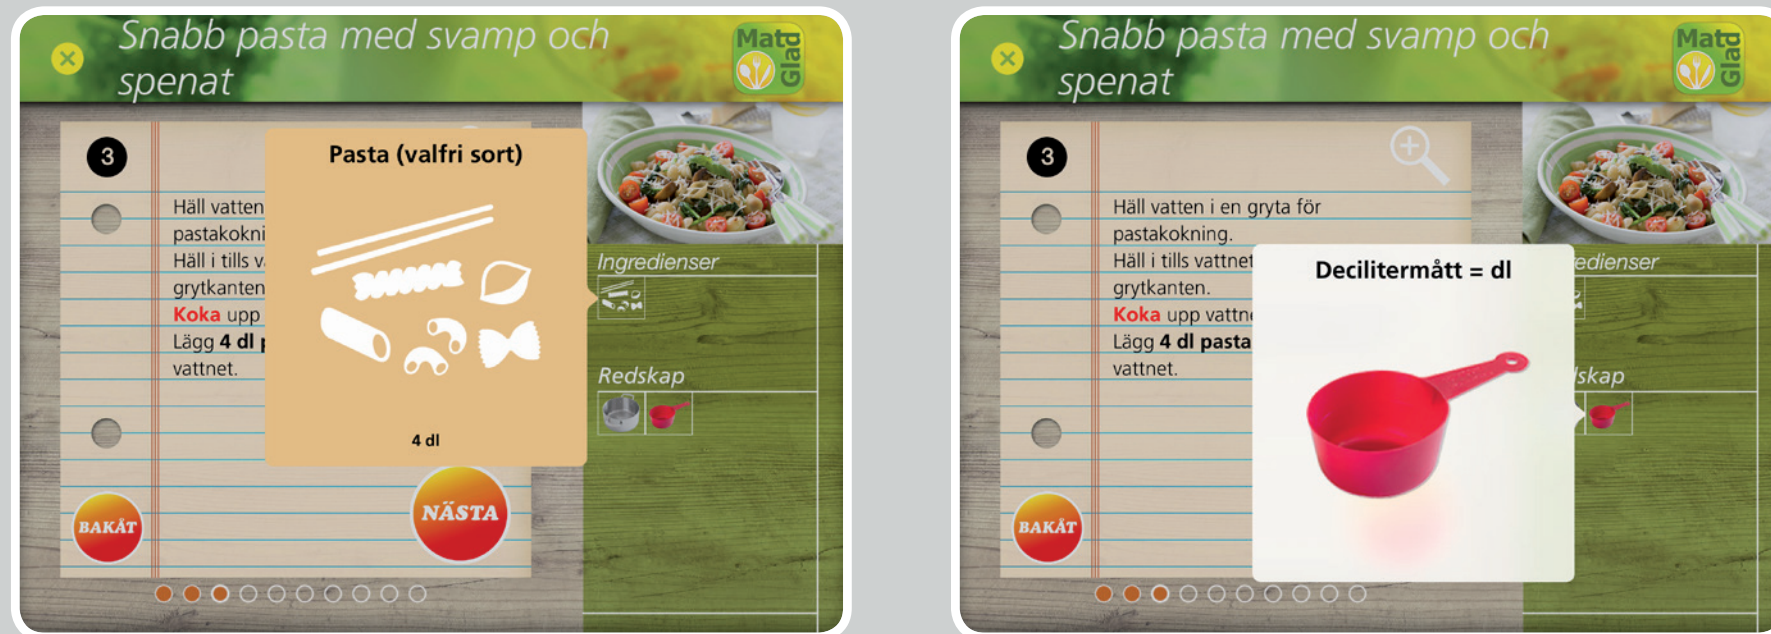 Snabb pasta med svamp och
spenat
Mat
Glad
3
Pasta (valfri sort)
Häll vatten
pastakokni
Häll i tills v
grytkanten
Koka upp
Lägg 4 dl p
vattnet.
4 dl
BAKÅT
NÄSTA
Ingredienser
Redskap
Snabb pasta med svamp och
spenat
Mat
Glad
3
Häll vatten i en gryta för
pastakokning.
Häll i tills vattnet
grytkanten.
Koka upp vattne
Lägg 4 dl pasta
vattnet.
Decilitermått = dl
BAKÅT
edienser
skap